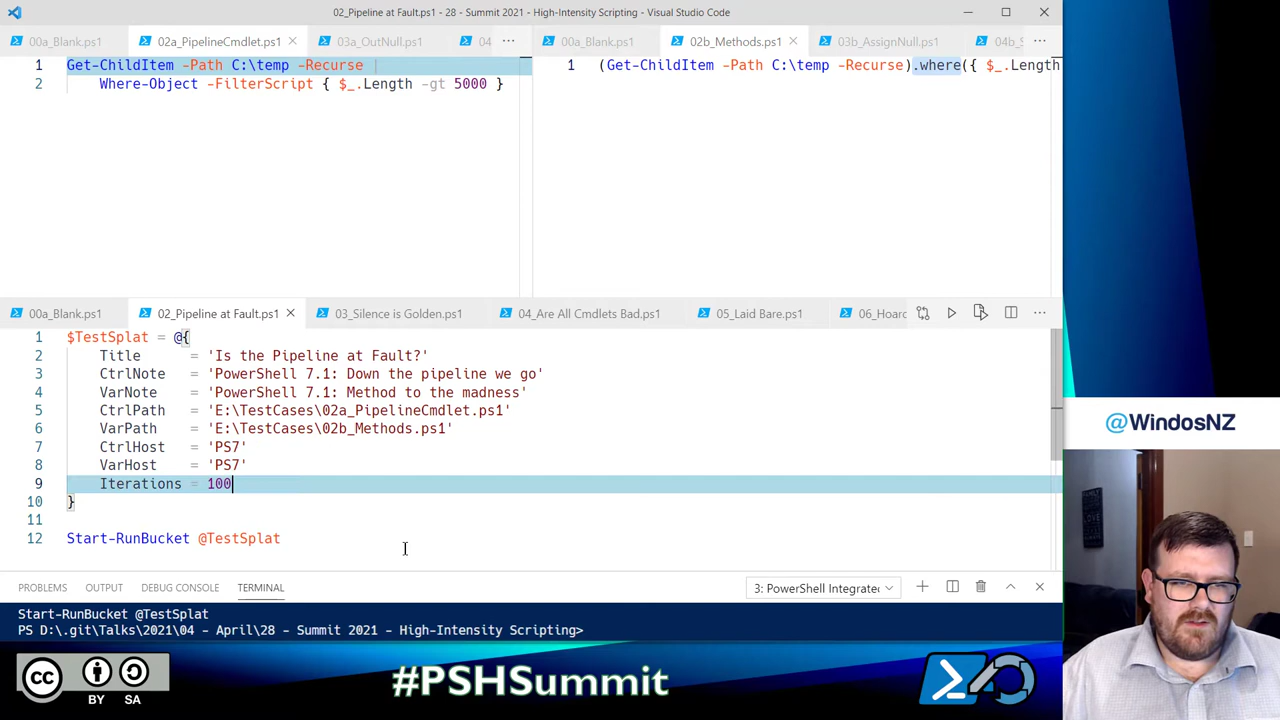 02_Pipeline at Fault.ps1 - 28 - Summit 2021 - High-Intensity Scripting - Visual Studio Code
00a_Blank.ps1
02a_PipelineCmdlet.ps1
03a_OutNull.ps1
04
00a_Blank.ps1
02b_Methods.ps1
03b_AssignNull.ps1
04b_S
1 Get-ChildItem -Path C:\temp -Recurse |
2 Where-Object -FilterScript { $_.Length -gt 5000 }
1 (Get-ChildItem -Path C:\temp -Recurse).where({ $_.Length
00a_Blank.ps1
02_Pipeline at Fault.ps1
03_Silence is Golden.ps1
04_Are All Cmdlets Bad.ps1
05_Laid Bare.ps1
06_Hoard
1 $TestSplat = @{
2 Title = 'Is the Pipeline at Fault?'
3 CtrlNote = 'PowerShell 7.1: Down the pipeline we go'
4 VarNote = 'PowerShell 7.1: Method to the madness'
5 CtrlPath = 'E:\TestCases\02a_PipelineCmdlet.ps1'
6 VarPath = 'E:\TestCases\02b_Methods.ps1'
7 CtrlHost = 'PS7'
8 VarHost = 'PS7'
9 Iterations = 100
10 }
11
12 Start-RunBucket @TestSplat
PROBLEMS OUTPUT DEBUG CONSOLE TERMINAL
3: PowerShell Integrated
Start-RunBucket @TestSplat
PS D:\.git\Talks\2021\04 - April\28 - Summit 2021 - High-Intensity Scripting>
@WindosNZ
cc
BY SA
#PSHSummit